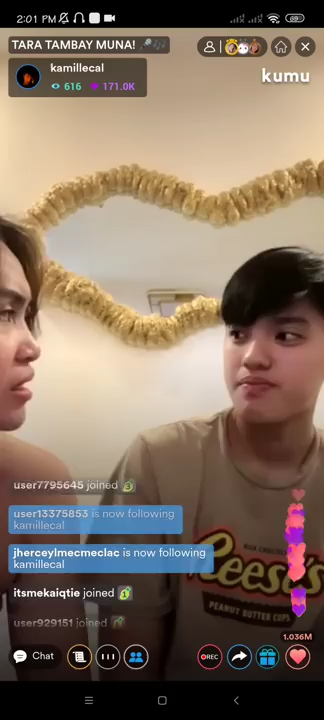 2:01 PM
TARA TAMBAY MUNA!
kamillecal
616 171.0K
kumu
user7795645 joined
user13375853 is now following
kamillecal
jherceylmecmeclac is now following
kamillecal
itsmekaiqtie joined
user929151 joined
Reese's
PEANUT BUTTER CUPS
1.036M
Chat
REC